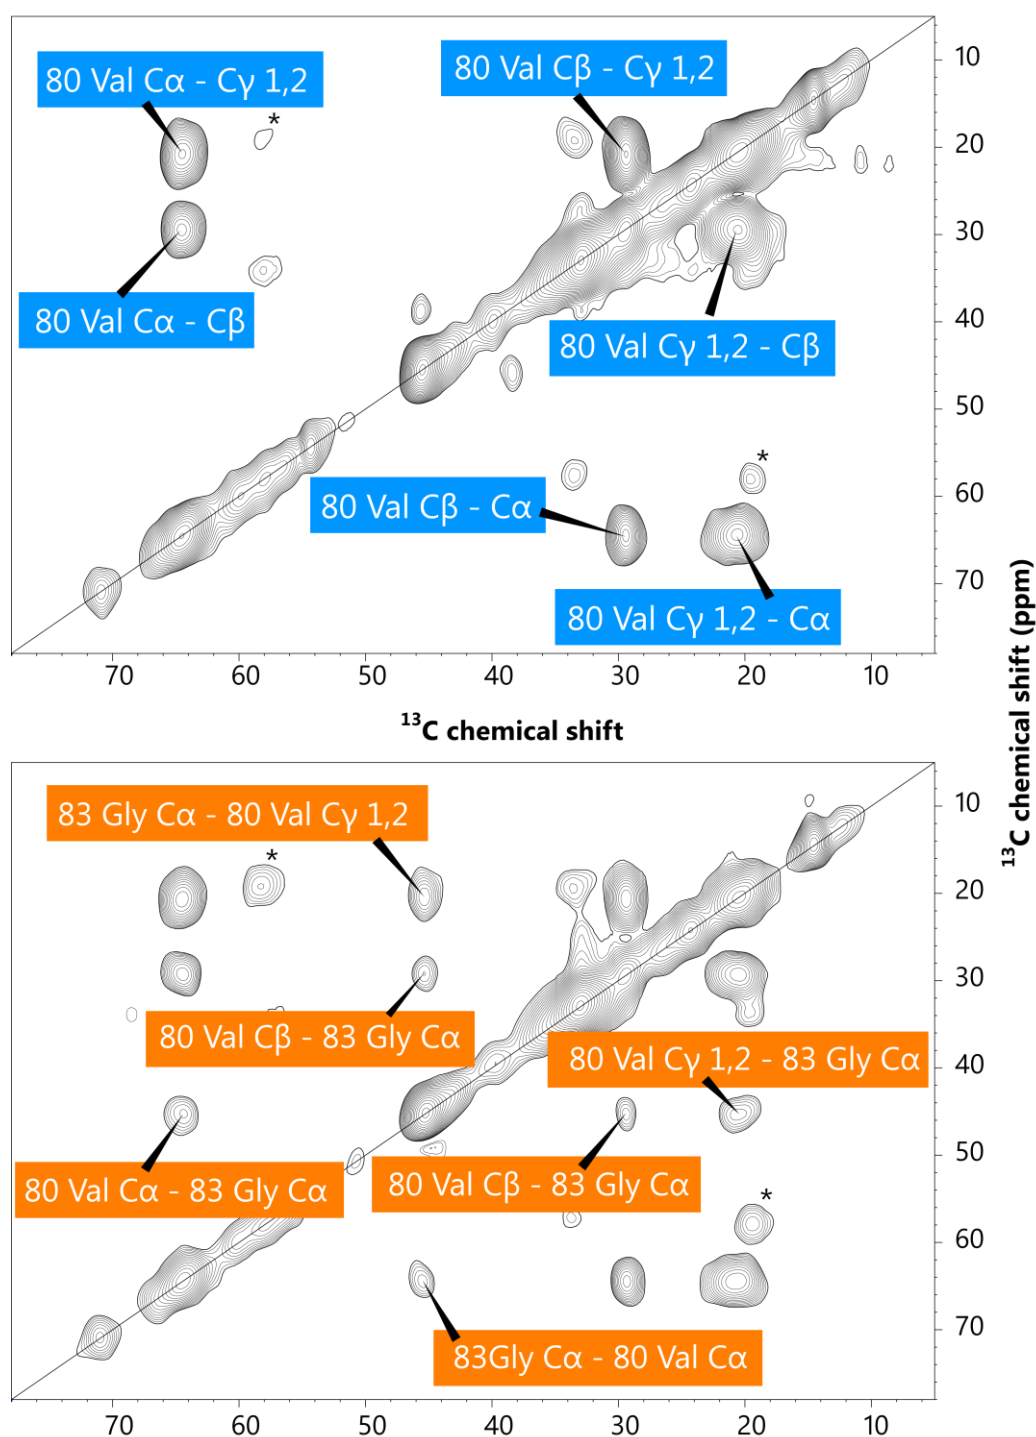 80 Val Cα - Cγ 1,2
80 Val Cβ - Cγ 1,2
10
*
20
30
80 Val Cα - Cβ
80 Val Cγ 1,2 - Cβ
40
50
80 Val Cβ - Cα
*
60
70
80 Val Cγ 1,2 - Cα
70 60 50 40 30 20 10
¹³C chemical shift
¹³C chemical shift (ppm)
83 Gly Cα - 80 Val Cγ 1,2
10
*
20
30
80 Val Cβ - 83 Gly Cα
80 Val Cγ 1,2 - 83 Gly Cα
40
50
80 Val Cα - 83 Gly Cα
80 Val Cβ - 83 Gly Cα
*
60
70
83Gly Cα - 80 Val Cα
70 60 50 40 30 20 10